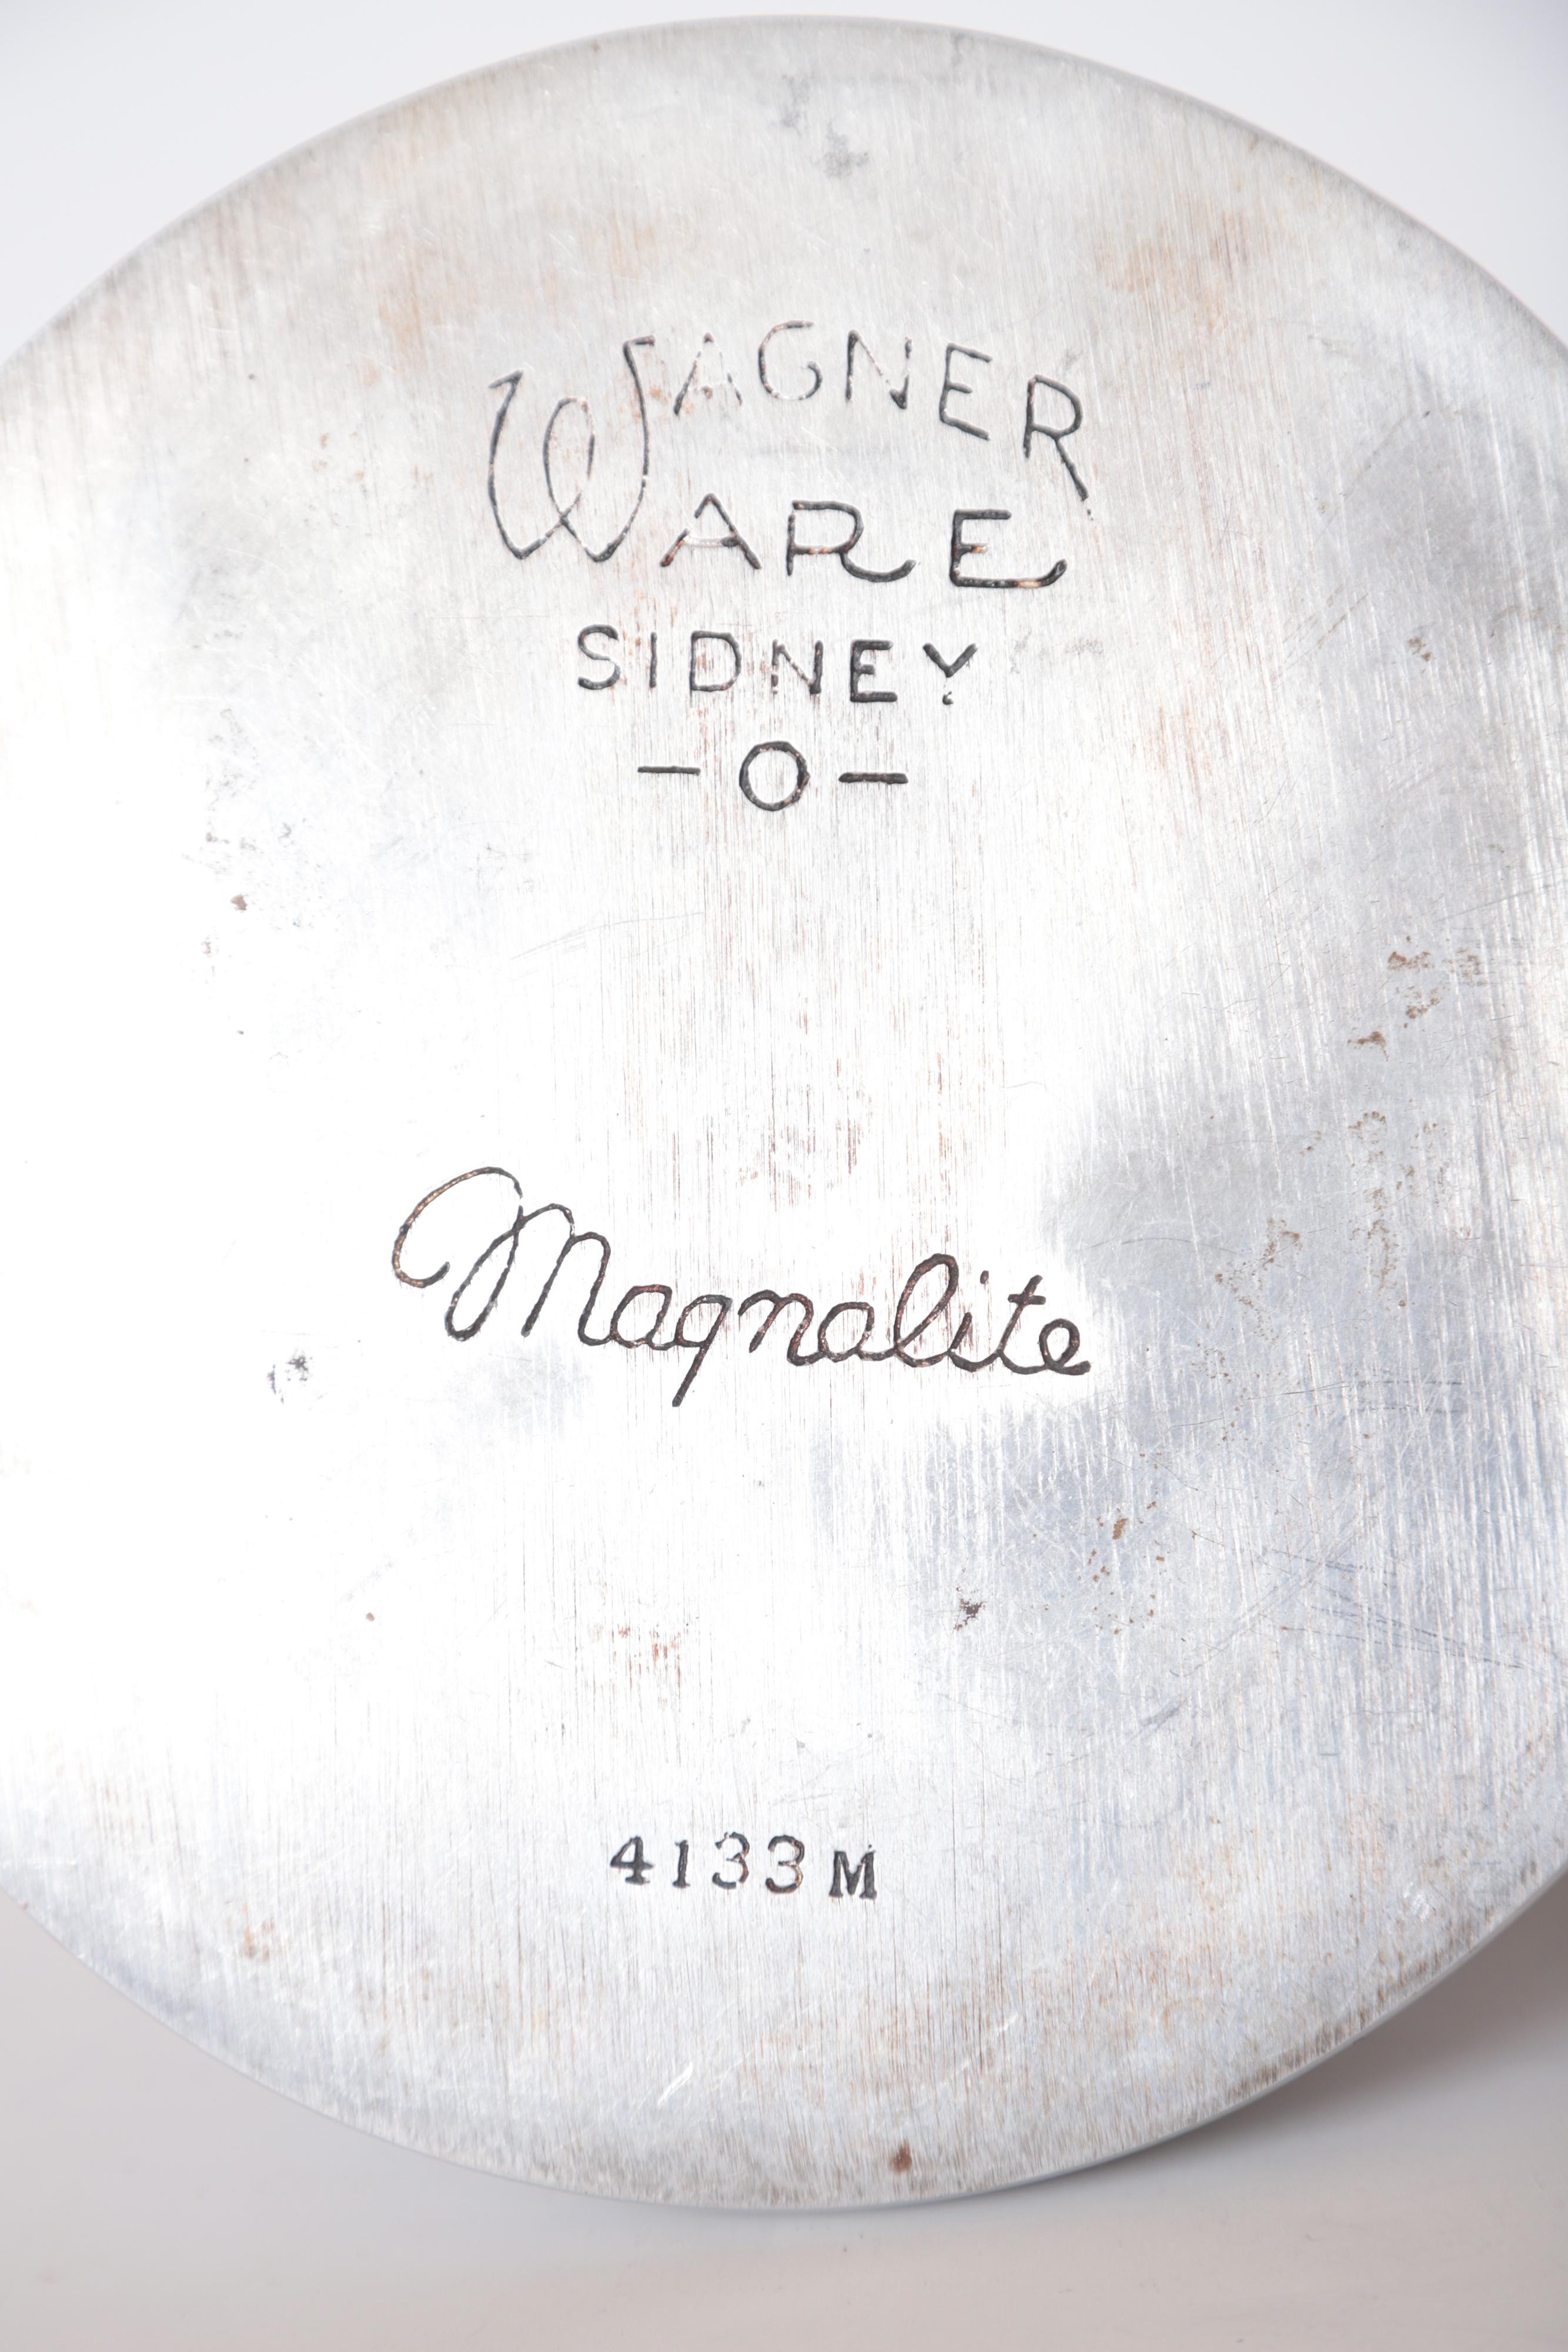 WAGNER
WARE
SIDNEY
-O-
Magnalite
4133M